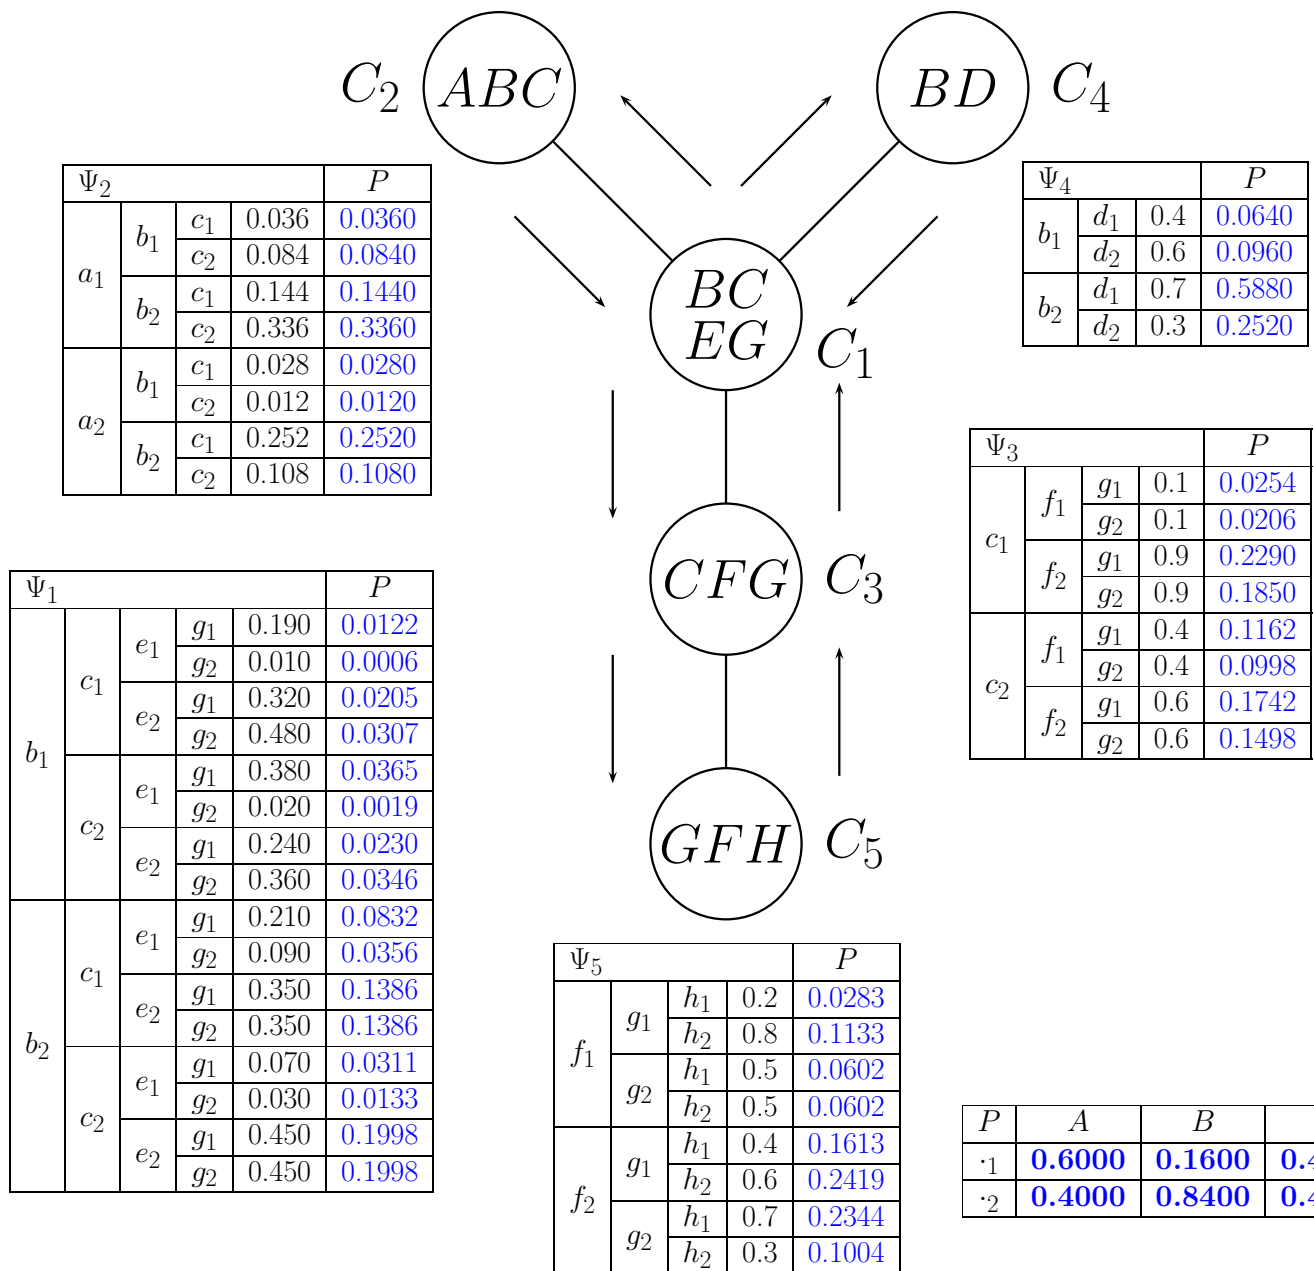 C2 ABC BD C4
Ψ2 P
a1 b1 c1 0.036 0.0360
c2 0.084 0.0840
b2 c1 0.144 0.1440
c2 0.336 0.3360
a2 b1 c1 0.028 0.0280
c2 0.012 0.0120
b2 c1 0.252 0.2520
c2 0.108 0.1080
Ψ4 P
b1 d1 0.4 0.0640
d2 0.6 0.0960
b2 d1 0.7 0.5880
d2 0.3 0.2520
BC
EG
C1
Ψ3 P
c1 f1 g1 0.1 0.0254
g2 0.1 0.0206
f2 g1 0.9 0.2290
g2 0.9 0.1850
c2 f1 g1 0.4 0.1162
g2 0.4 0.0998
f2 g1 0.6 0.1742
g2 0.6 0.1498
CFG C3
Ψ1 P
b1 c1 e1 g1 0.190 0.0122
g2 0.010 0.0006
e2 g1 0.320 0.0205
g2 0.480 0.0307
c2 e1 g1 0.380 0.0365
g2 0.020 0.0019
e2 g1 0.240 0.0230
g2 0.360 0.0346
b2 c1 e1 g1 0.210 0.0832
g2 0.090 0.0356
e2 g1 0.350 0.1386
g2 0.350 0.1386
c2 e1 g1 0.070 0.0311
g2 0.030 0.0133
e2 g1 0.450 0.1998
g2 0.450 0.1998
GFH C5
Ψ5 P
f1 g1 h1 0.2 0.0283
h2 0.8 0.1133
g2 h1 0.5 0.0602
h2 0.5 0.0602
f2 g1 h1 0.4 0.1613
h2 0.6 0.2419
g2 h1 0.7 0.2344
h2 0.3 0.1004
P A B
·1 0.6000 0.1600
·2 0.4000 0.8400